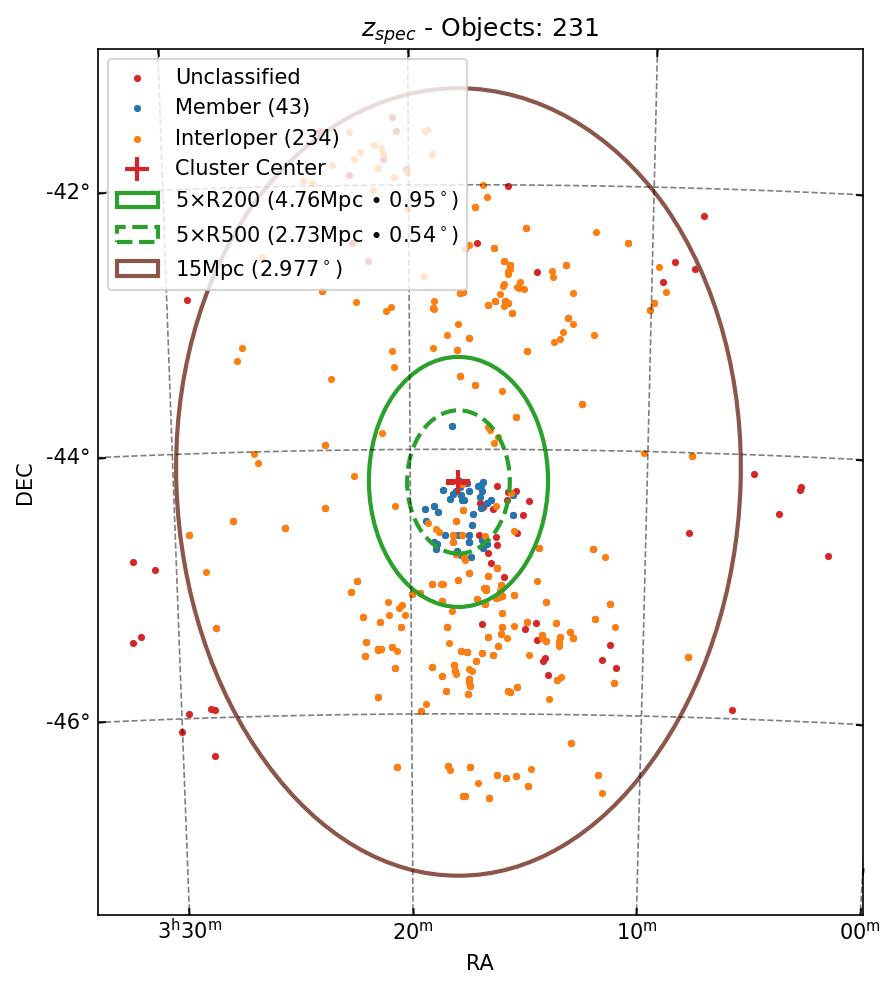 z_spec - Objects: 231
Unclassified
Member (43)
Interloper (234)
Cluster Center
5×R200 (4.76Mpc • 0.95°)
5×R500 (2.73Mpc • 0.54°)
15Mpc (2.977°)
-42°
-44°
-46°
DEC
3ʰ30ᵐ 20ᵐ 10ᵐ 00ᵐ
RA